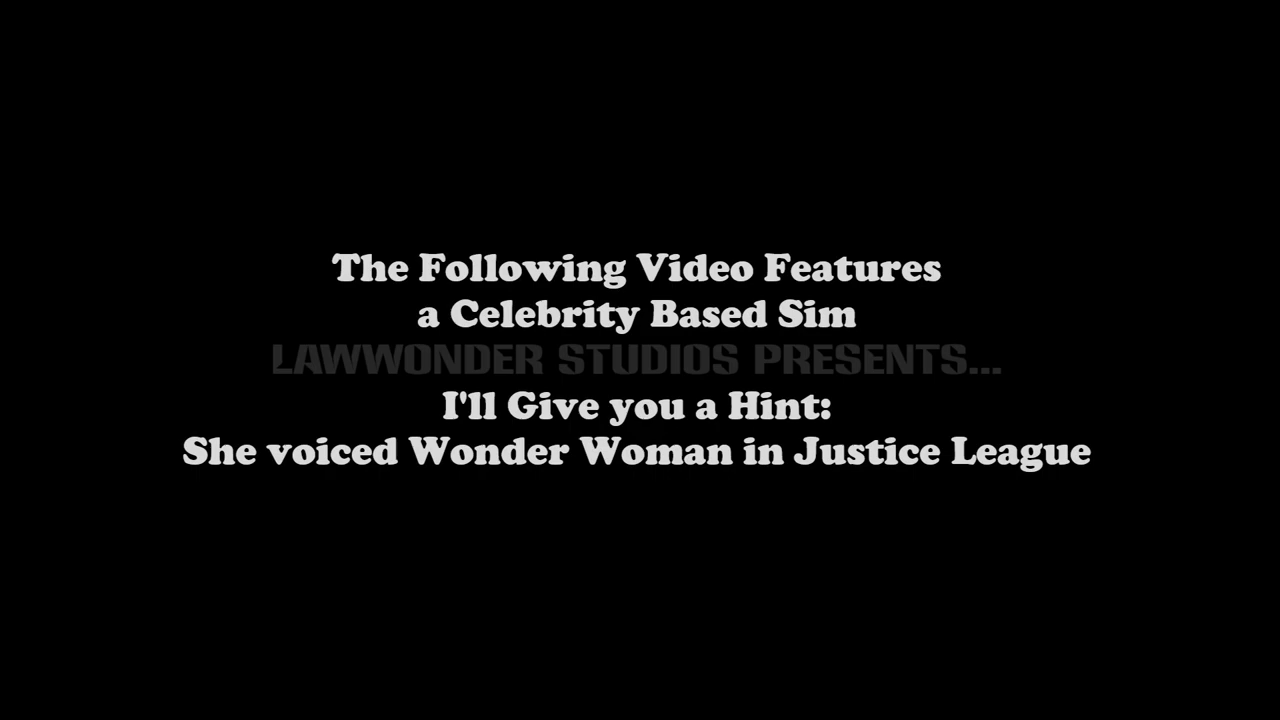 The Following Video Features
a Celebrity Based Sim
LAWWONDER STUDIOS PRESENTS...
I'll Give you a Hint:
She voiced Wonder Woman in Justice League